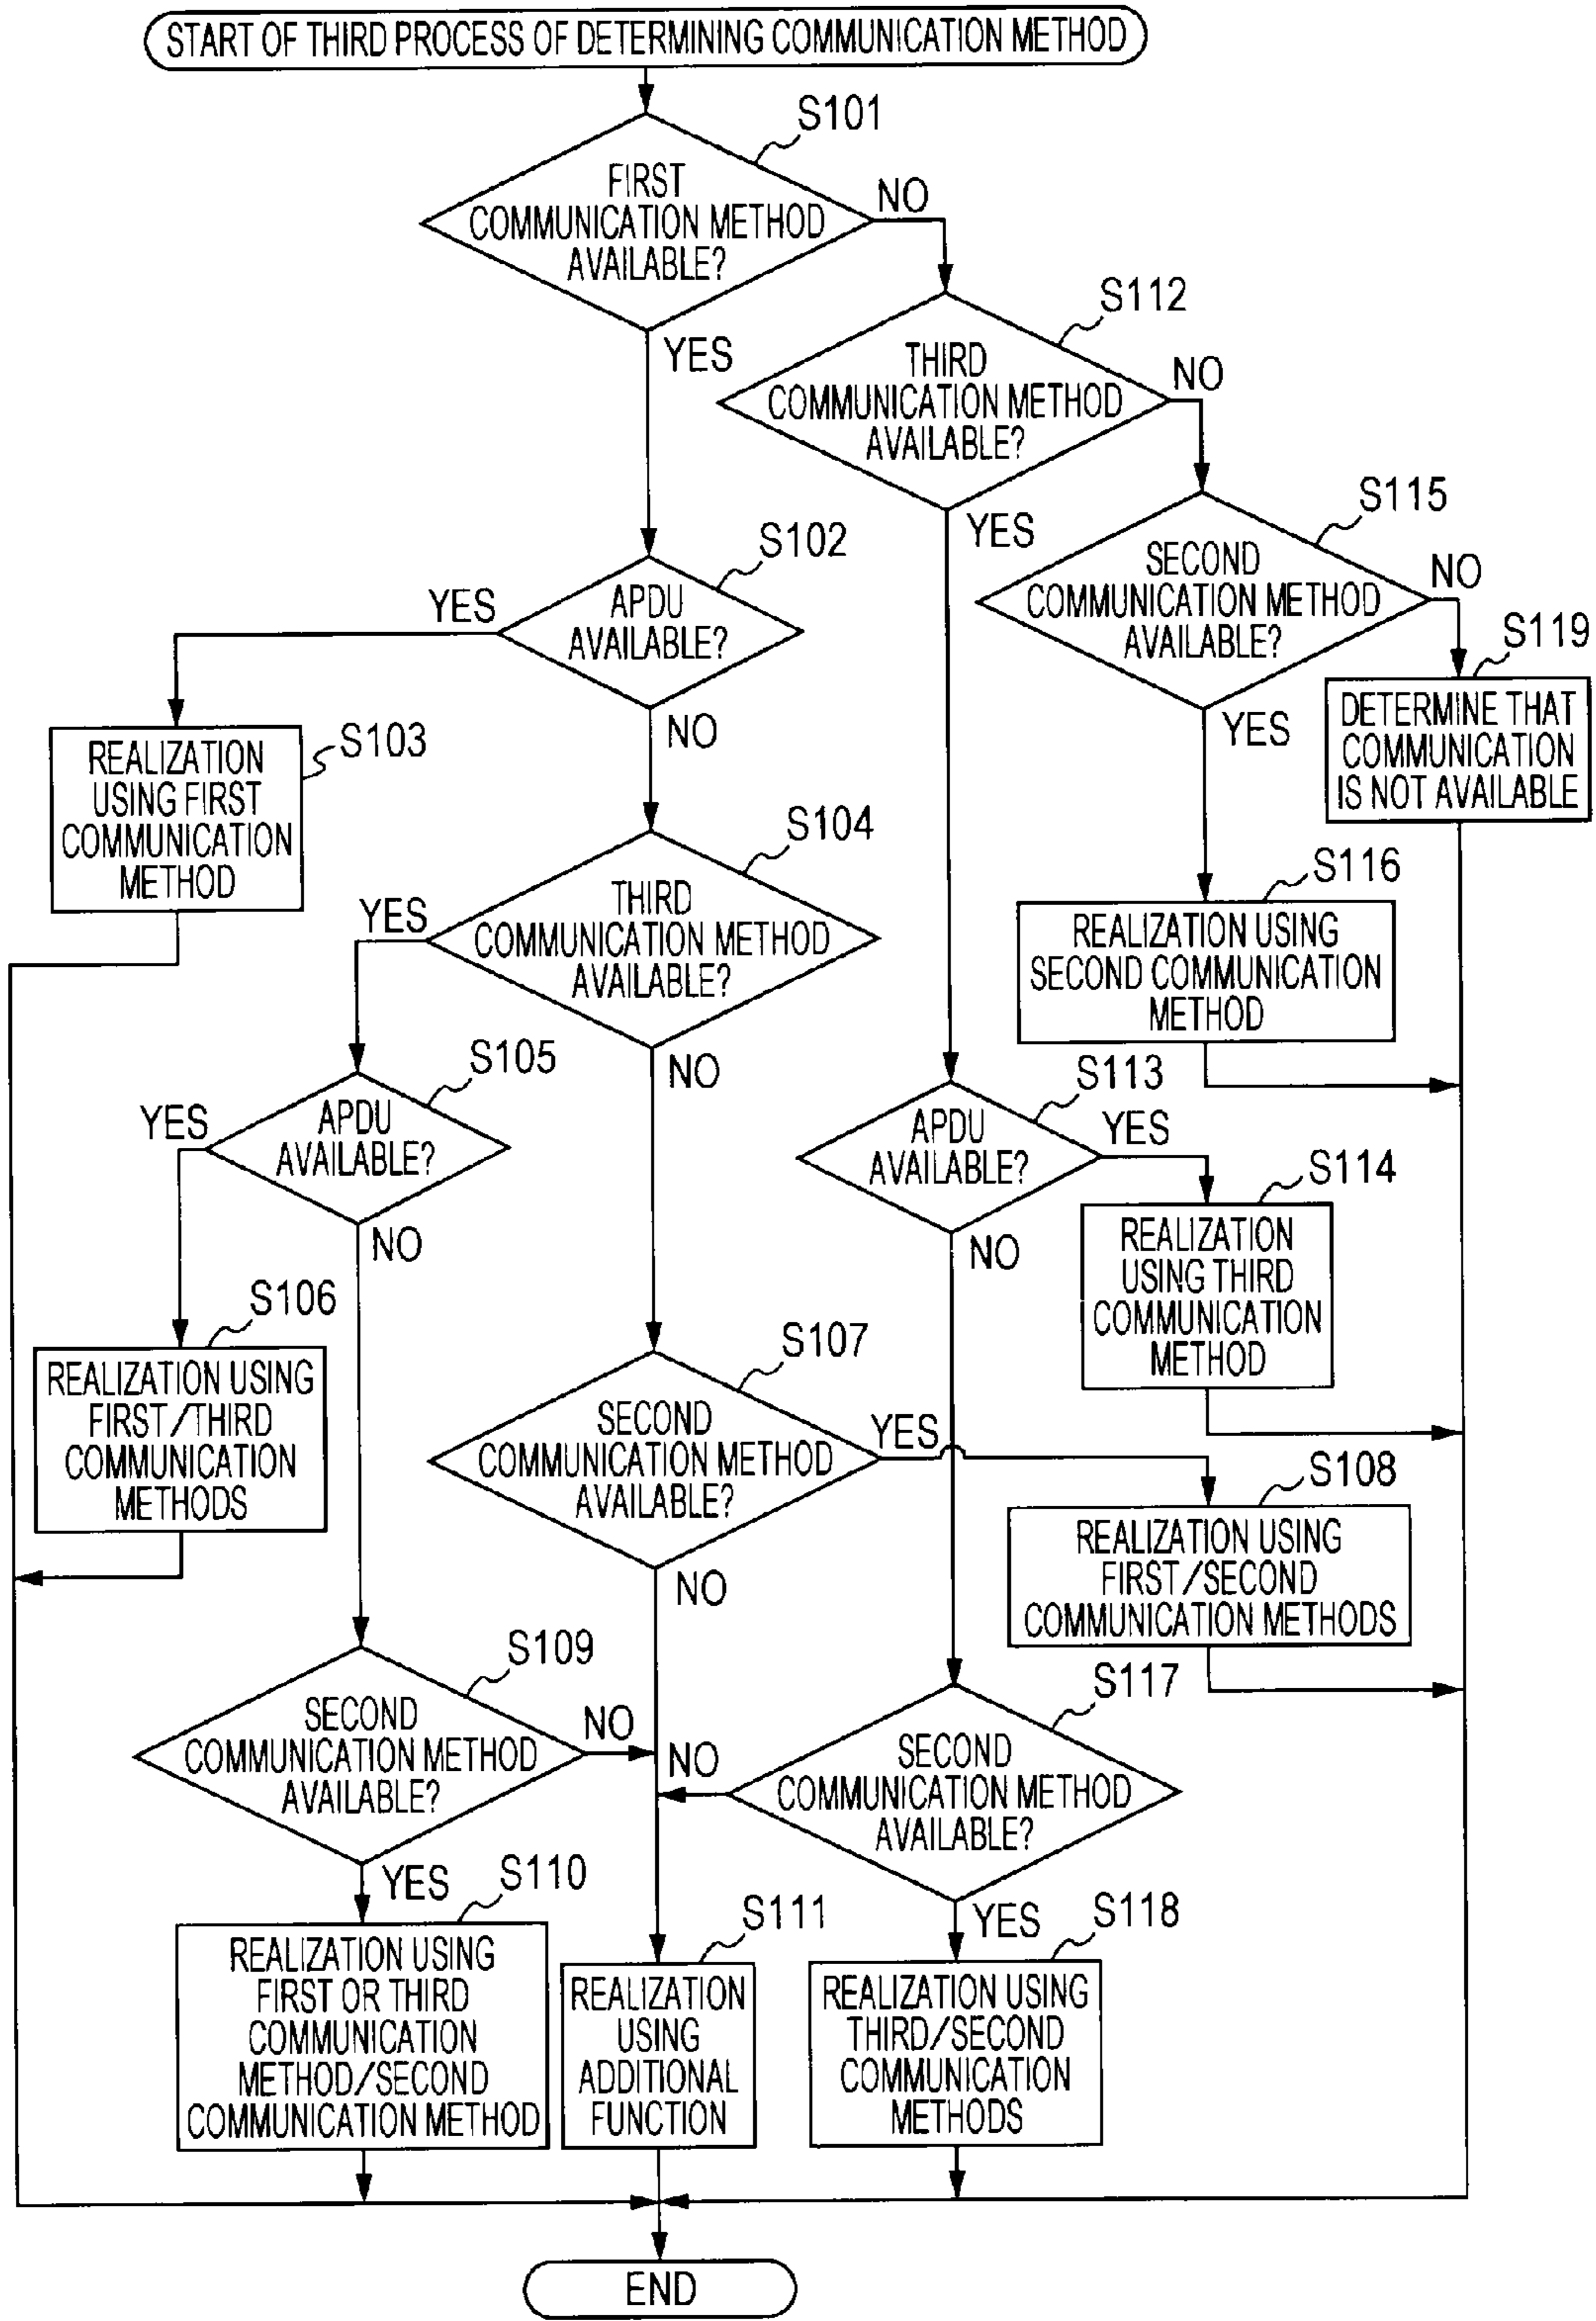 START OF THIRD PROCESS OF DETERMINING COMMUNICATION METHOD
S101
FIRST
COMMUNICATION METHOD
AVAILABLE?
NO
YES
S112
THIRD
COMMUNICATION METHOD
AVAILABLE?
NO
YES
S115
SECOND
COMMUNICATION METHOD
AVAILABLE?
NO
YES
S119
DETERMINE THAT
COMMUNICATION
IS NOT AVAILABLE
S102
APDU
AVAILABLE?
YES
NO
S103
REALIZATION
USING FIRST
COMMUNICATION
METHOD
S104
THIRD
COMMUNICATION METHOD
AVAILABLE?
YES
NO
S116
REALIZATION USING
SECOND COMMUNICATION
METHOD
S105
APDU
AVAILABLE?
YES
NO
S113
APDU
AVAILABLE?
YES
NO
S114
REALIZATION
USING THIRD
COMMUNICATION
METHOD
S106
REALIZATION USING
FIRST/THIRD
COMMUNICATION
METHODS
S107
SECOND
COMMUNICATION METHOD
AVAILABLE?
YES
NO
S108
REALIZATION USING
FIRST/SECOND
COMMUNICATION METHODS
S109
SECOND
COMMUNICATION METHOD
AVAILABLE?
NO
YES
S117
SECOND
COMMUNICATION METHOD
AVAILABLE?
NO
YES
S110
REALIZATION USING
FIRST OR THIRD
COMMUNICATION
METHOD/SECOND
COMMUNICATION METHOD
S111
REALIZATION
USING
ADDITIONAL
FUNCTION
S118
REALIZATION USING
THIRD/SECOND
COMMUNICATION
METHODS
END